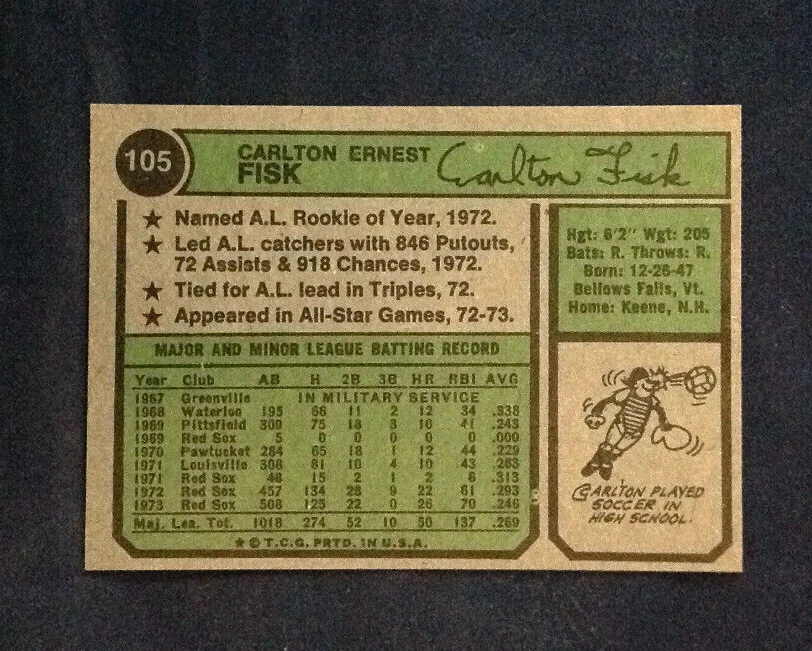 105
CARLTON ERNEST
FISK
Carlton Fisk
★ Named A.L. Rookie of Year, 1972.
★ Led A.L. catchers with 846 Putouts,
72 Assists & 918 Chances, 1972.
★ Tied for A.L. lead in Triples, 72.
★ Appeared in All-Star Games, 72-73.
MAJOR AND MINOR LEAGUE BATTING RECORD
Year Club AB H 2B 3B HR RBI AVG
1967 Greenville IN MILITARY SERVICE
1968 Waterloo 195 66 11 2 12 34 .338
1969 Pittsfield 309 75 18 3 10 41 .243
1969 Red Sox 5 0 0 0 0 0 .000
1970 Pawtucket 284 65 18 1 12 44 .229
1971 Louisville 308 81 10 4 10 43 .263
1971 Red Sox 48 15 2 1 2 6 .313
1972 Red Sox 457 134 28 9 22 61 .293
1973 Red Sox 508 125 22 0 26 70 .246
Maj. Lea. Tot. 1018 274 52 10 50 137 .269
★ © T.C.G. PRTD. IN U.S.A.
Hgt: 6'2" Wgt: 205
Bats: R. Throws: R.
Born: 12-26-47
Bellows Falls, Vt.
Home: Keene, N.H.
CARLTON PLAYED
SOCCER IN
HIGH SCHOOL.